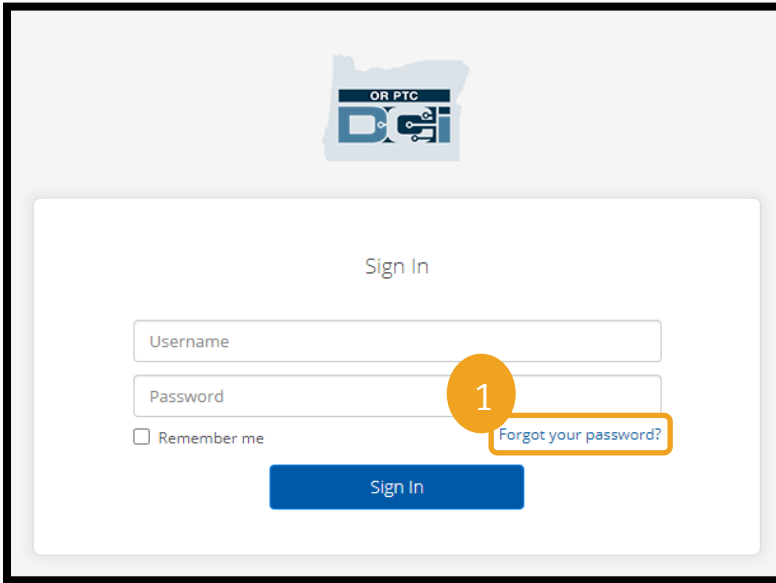 OR PTC
DCi
Sign In
Username
Password
1
Remember me
Forgot your password?
Sign In